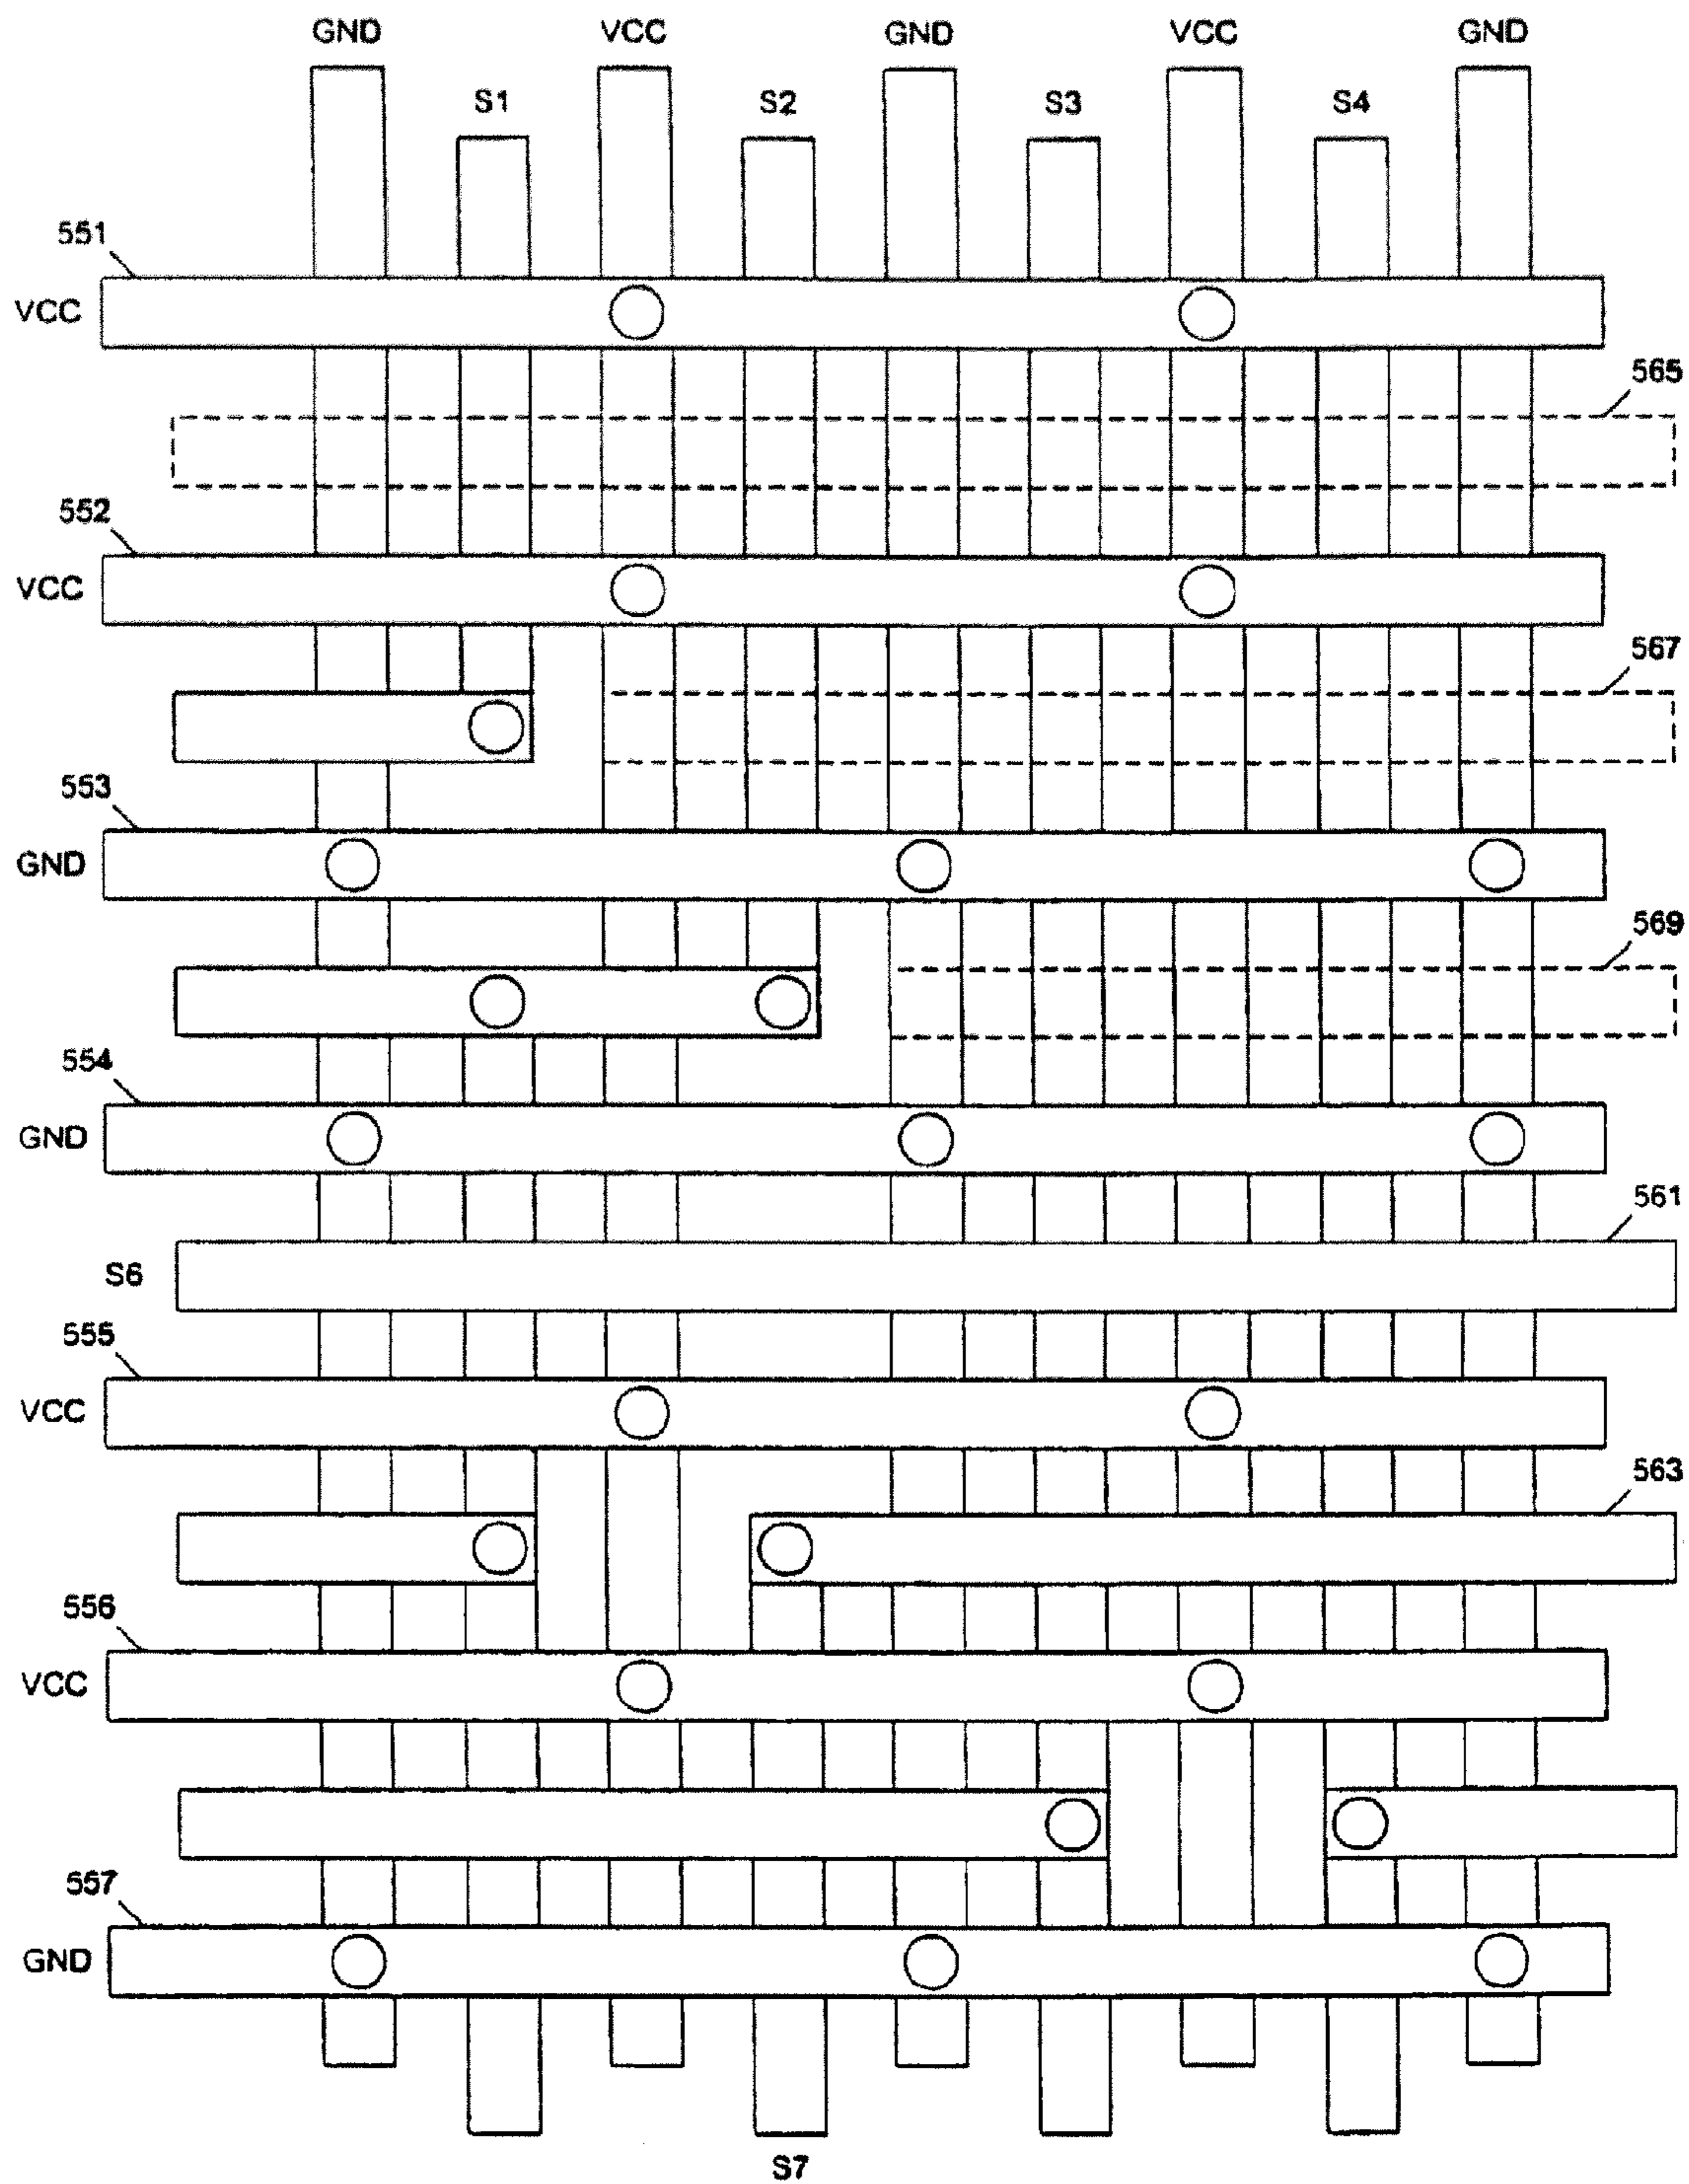 GND VCC GND VCC GND
S1 S2 S3 S4
551
VCC
565
552
VCC
567
553
GND
569
554
GND
561
S6
555
VCC
563
556
VCC
557
GND
S7